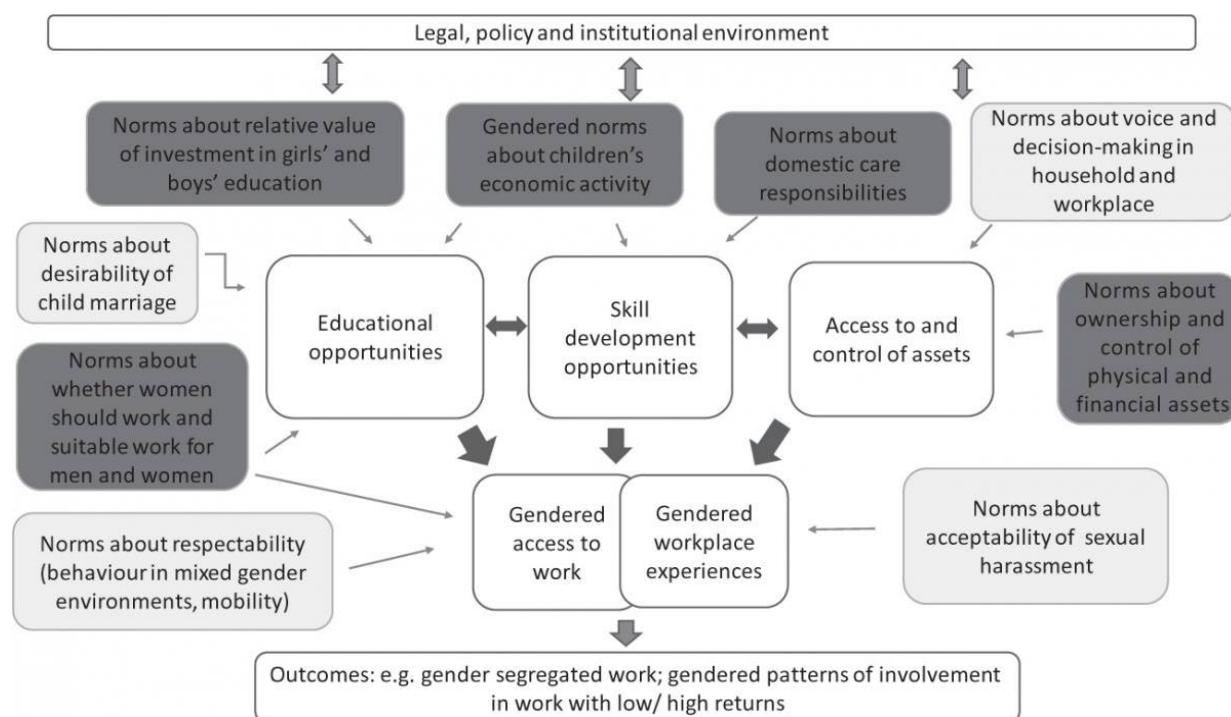 Legal, policy and institutional environment
Norms about relative value
of investment in girls’ and
boys’ education
Gendered norms
about children’s
economic activity
Norms about
domestic care
responsibilities
Norms about voice and
decision-making in
household and
workplace
Norms about
desirability of
child marriage
Educational
opportunities
Skill
development
opportunities
Access to and
control of assets
Norms about
ownership and
control of
physical and
financial assets
Norms about
whether women
should work and
suitable work for
men and women
Norms about respectability
(behaviour in mixed gender
environments, mobility)
Gendered
access to
work
Gendered
workplace
experiences
Norms about
acceptability of sexual
harassment
Outcomes: e.g. gender segregated work; gendered patterns of involvement
in work with low/ high returns